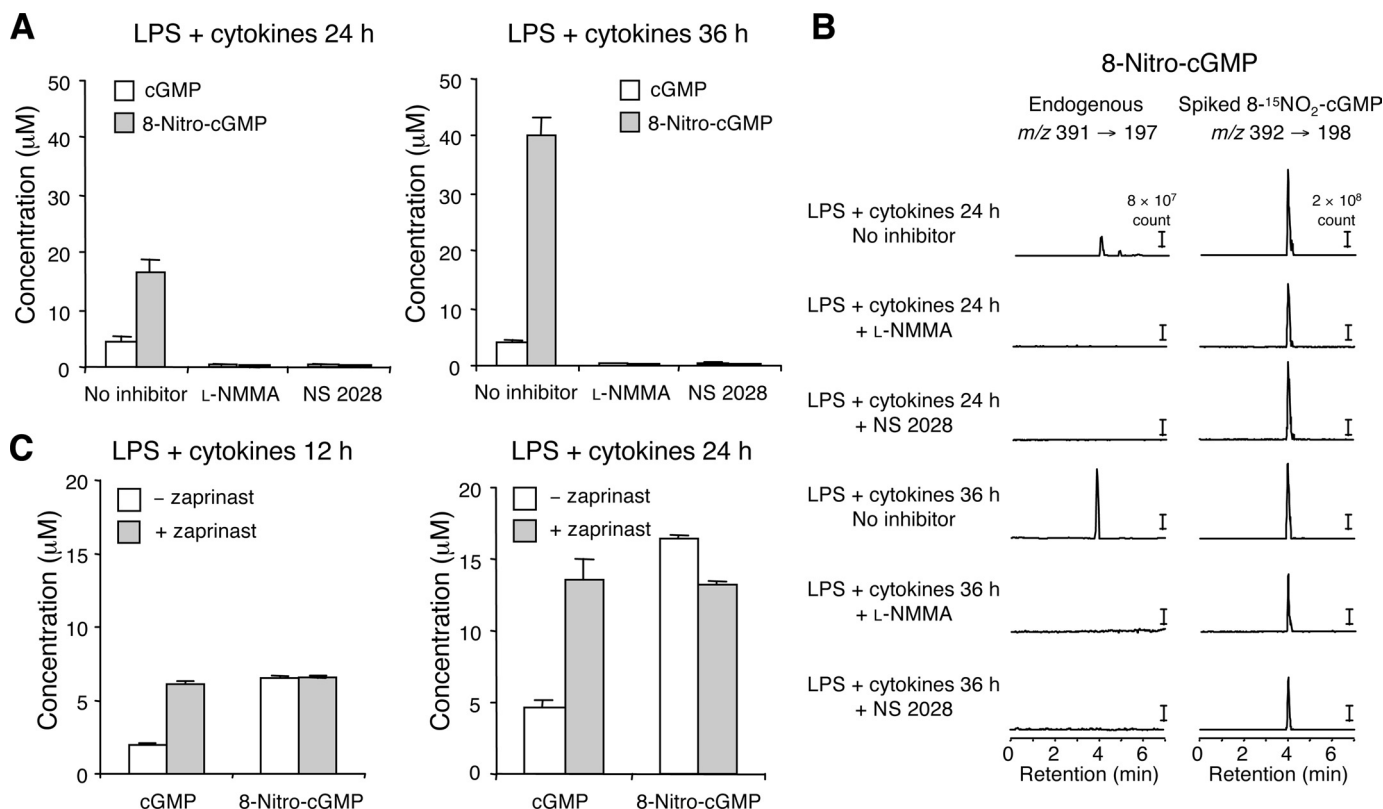 A
LPS + cytokines 24 h
50
40
30
20
10
0
Concentration (μM)
cGMP
8-Nitro-cGMP
No inhibitor
L-NMMA
NS 2028
LPS + cytokines 36 h
50
40
30
20
10
0
Concentration (μM)
cGMP
8-Nitro-cGMP
No inhibitor
L-NMMA
NS 2028
B
8-Nitro-cGMP
Endogenous
m/z 391 → 197
Spiked 8-¹⁵NO₂-cGMP
m/z 392 → 198
LPS + cytokines 24 h
No inhibitor
8 × 10⁷
count
2 × 10⁸
count
LPS + cytokines 24 h
+ L-NMMA
LPS + cytokines 24 h
+ NS 2028
LPS + cytokines 36 h
No inhibitor
LPS + cytokines 36 h
+ L-NMMA
LPS + cytokines 36 h
+ NS 2028
0 2 4 6
Retention (min)
0 2 4 6
Retention (min)
C
LPS + cytokines 12 h
20
15
10
5
0
Concentration (μM)
– zaprinast
+ zaprinast
cGMP
8-Nitro-cGMP
LPS + cytokines 24 h
20
15
10
5
0
Concentration (μM)
– zaprinast
+ zaprinast
cGMP
8-Nitro-cGMP